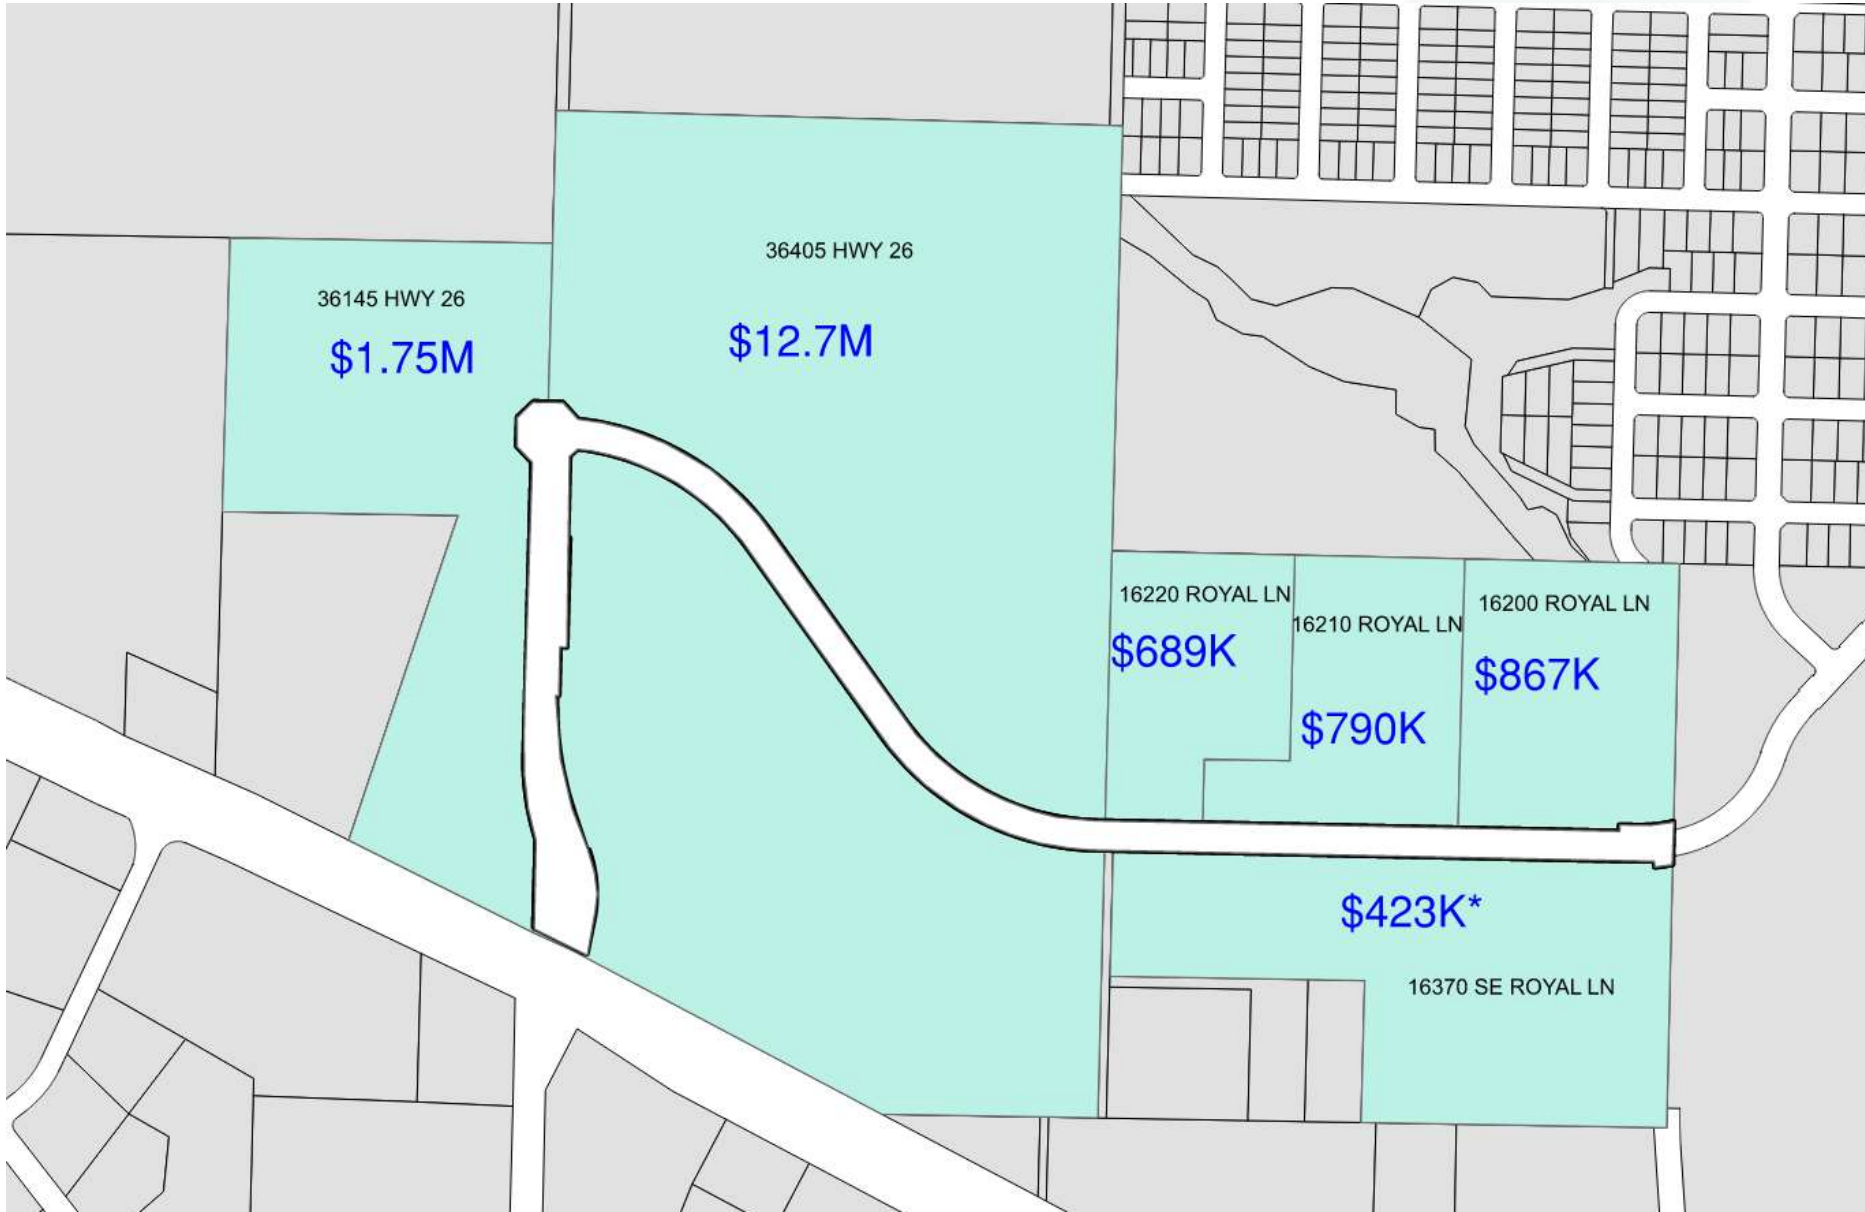 36405 HWY 26
$12.7M
36145 HWY 26
$1.75M
16220 ROYAL LN
$689K
16210 ROYAL LN
$790K
16200 ROYAL LN
$867K
$423K*
16370 SE ROYAL LN